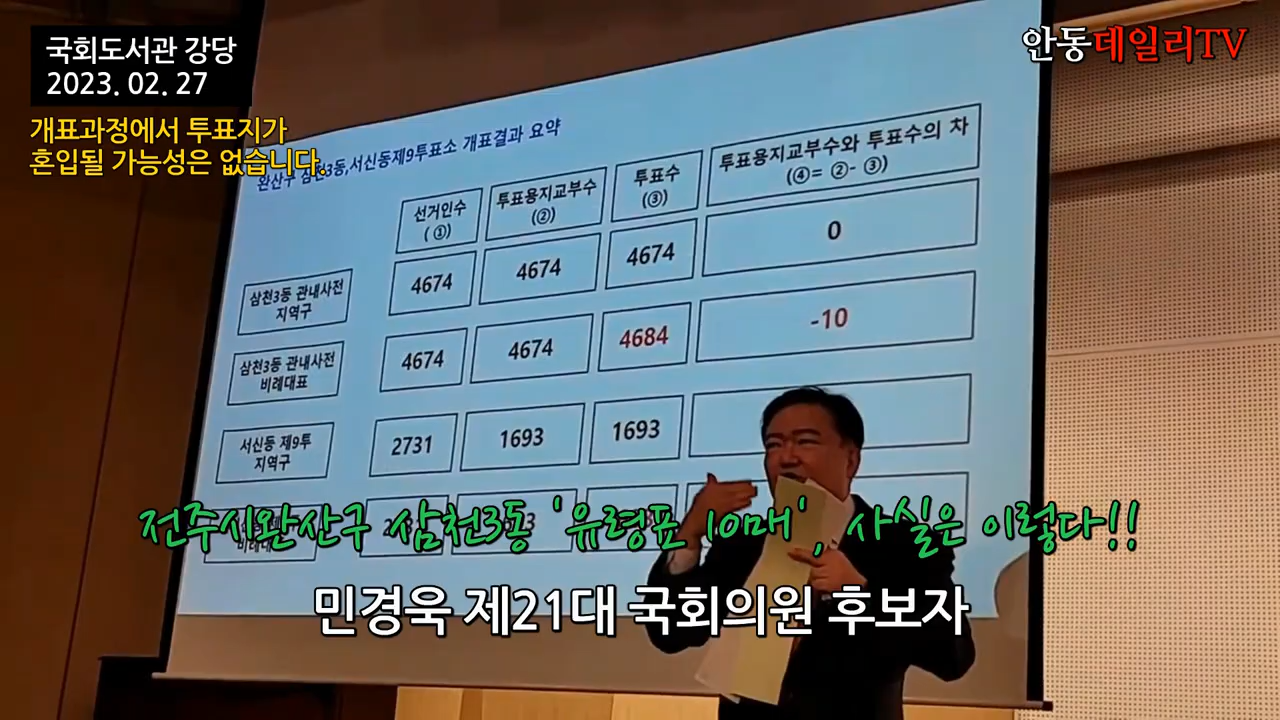 국회도서관 강당
2023. 02. 27
안동데일리TV
개표과정에서 투표지가
혼입될 가능성은 없습니다.
완산구 삼천3동,서신동제9투표소 개표결과 요약
선거인수
( ①)
투표용지교부수
(②)
투표수
(③)
투표용지교부수와 투표수의 차
(④= ②- ③)
삼천3동 관내사전
지역구
4674
4674
4674
0
삼천3동 관내사전
비례대표
4674
4674
4684
-10
서신동 제9투
지역구
2731
1693
1693
비례대표
전주시완산구 삼천3동 '유령표 10매', 사실은 이렇다!!
민경욱 제21대 국회의원 후보자